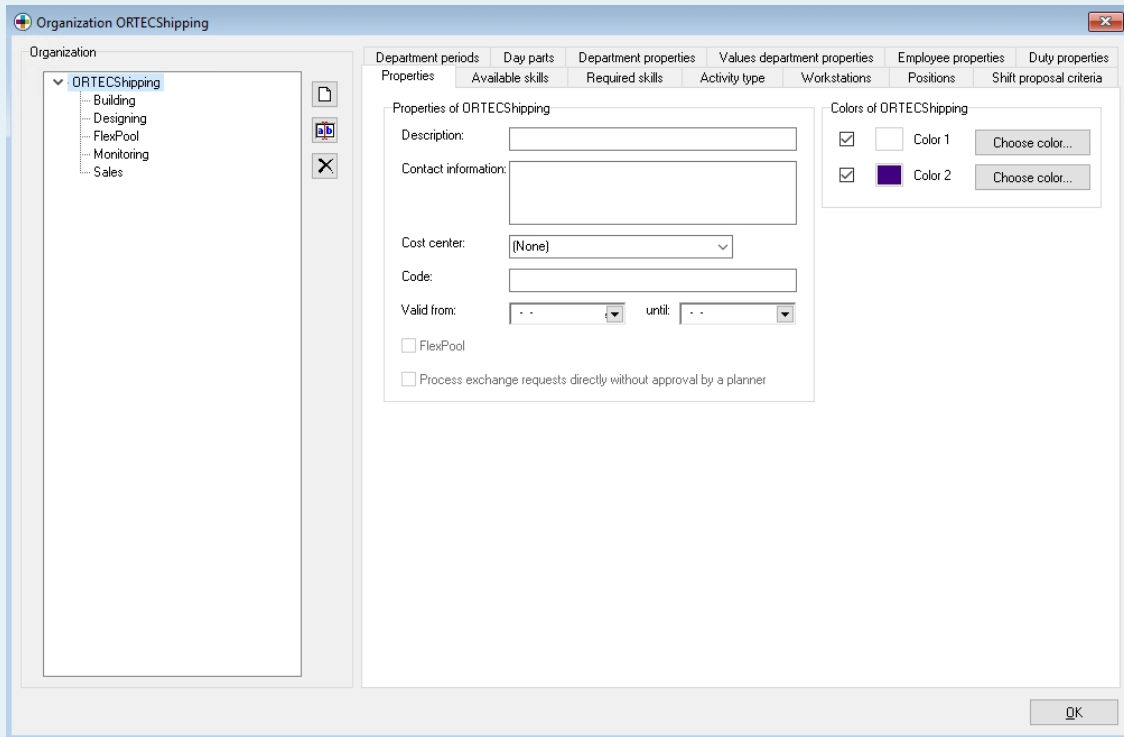 Organization ORTECShipping
Organization
ORTECShipping
Building
Designing
FlexPool
Monitoring
Sales
ab
Department periods Day parts Department properties Values department properties Employee properties Duty properties
Properties Available skills Required skills Activity type Workstations Positions Shift proposal criteria
Properties of ORTECShipping
Description:
Contact information:
Cost center: (None)
Code:
Valid from: - - until: - -
FlexPool
Process exchange requests directly without approval by a planner
Colors of ORTECShipping
Color 1 Choose color...
Color 2 Choose color...
OK